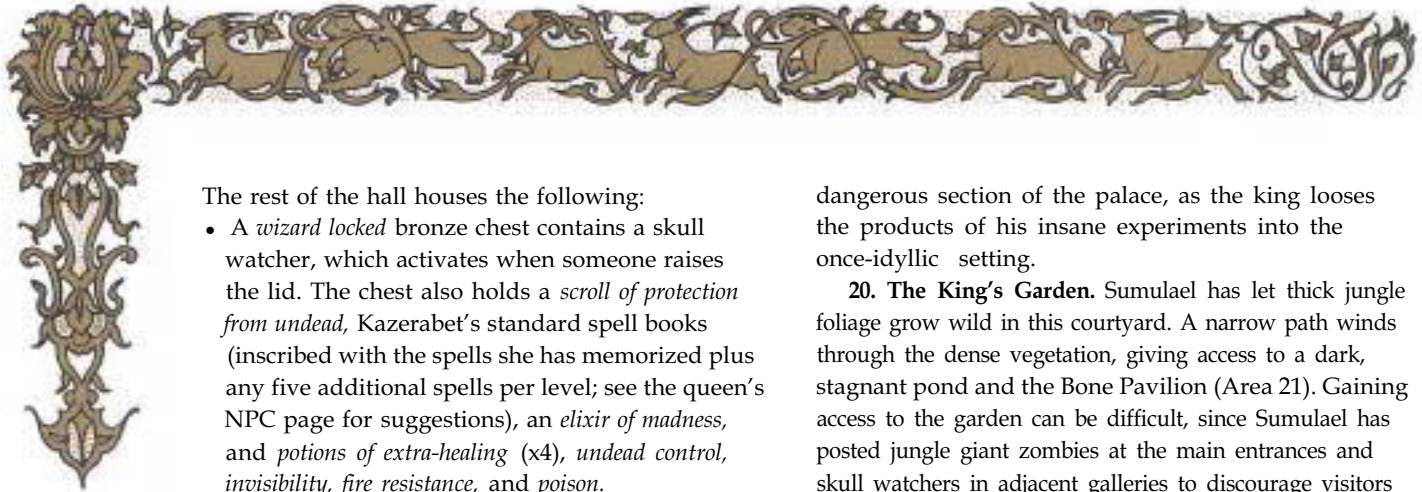 The rest of the hall houses the following:
• A wizard locked bronze chest contains a skull
watcher, which activates when someone raises
the lid. The chest also holds a scroll of protection
from undead, Kazerabet's standard spell books
(inscribed with the spells she has memorized plus
any five additional spells per level; see the queen's
NPC page for suggestions), an elixir of madness,
and potions of extra-healing (x4), undead control,
invisibility, fire resistance, and poison.
dangerous section of the palace, as the king looses
the products of his insane experiments into the
once-idyllic setting.
20. The King's Garden. Sumulael has let thick jungle
foliage grow wild in this courtyard. A narrow path winds
through the dense vegetation, giving access to a dark,
stagnant pond and the Bone Pavilion (Area 21). Gaining
access to the garden can be difficult, since Sumulael has
posted jungle giant zombies at the main entrances and
skull watchers in adjacent galleries to discourage visitors